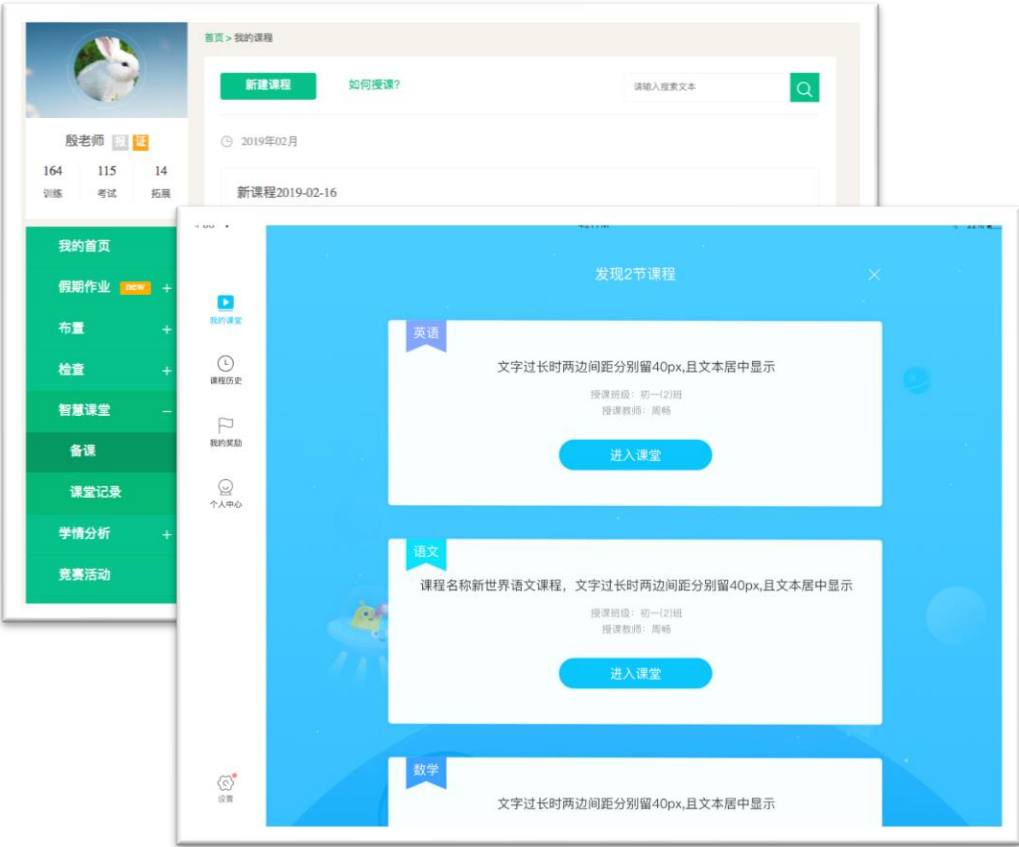 首页 > 我的课程
新建课程
如何授课?
请输入搜索文本
殷老师
证
2019年02月
164 115 14
训练 考试 拓展
新课程2019-02-16
我的首页
假期作业 new +
布置 +
检查 +
智慧课堂 −
备课
课堂记录
学情分析 +
竞赛活动
我的课堂
课程历史
我的奖励
个人中心
设置
发现2节课程
英语
文字过长时两边间距分别留40px,且文本居中显示
授课班级：初一(2)班
授课教师：周畅
进入课堂
语文
课程名称新世界语文课程，文字过长时两边间距分别留40px,且文本居中显示
授课班级：初一(2)班
授课教师：周畅
进入课堂
数学
文字过长时两边间距分别留40px,且文本居中显示